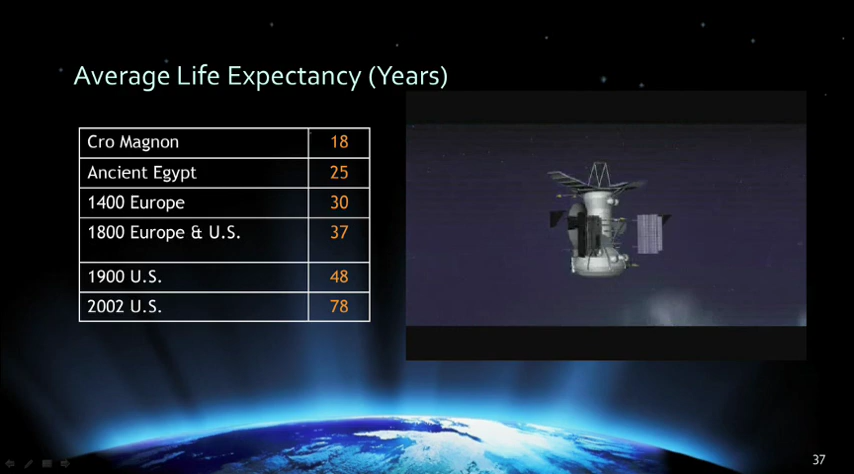 Average Life Expectancy (Years)
Cro Magnon 18
Ancient Egypt 25
1400 Europe 30
1800 Europe & U.S. 37
1900 U.S. 48
2002 U.S. 78
37